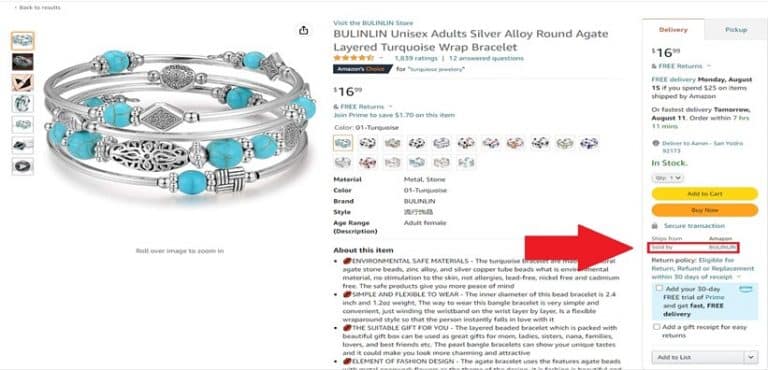 ‹ Back to results
Visit the BULINLIN Store
BULINLIN Unisex Adults Silver Alloy Round Agate
Layered Turquoise Wrap Bracelet
1,839 ratings | 12 answered questions
Amazon's Choice for "turquoise jewelry"
$16⁹⁹
& FREE Returns
Join Prime to save $1.70 on this item
Color: 01-Turquoise
Material Metal, Stone
Color 01-Turquoise
Brand BULINLIN
Style 流行饰品
Age Range Adult female
(Description)
Roll over image to zoom in
About this item
ENVIRONMENTAL SAFE MATERIALS - The turquoise bracelet are
agate stone beads, zinc alloy, and silver copper tube beads what is environmental
material, no stimulation to the skin, not allergies, lead-free, nickel free and cadmium
free. The safe products give you more peace of mind
SIMPLE AND FLEXIBLE TO WEAR - The inner diameter of this bead bracelet is 2.4
inch and 1.2oz weight, The way to wear this bangle bracelet is very simple and
convenient, just winding the wristband on the wrist layer by layer, Is a flexible
wraparound style so that the person instantly falls in love with it
THE SUITABLE GIFT FOR YOU - The layered beaded bracelet which is packed with
beautiful gift box can be used as great gifts for mom, ladies, sisters, nana, families,
lovers, and best friends etc. The pearl bangle bracelets can show your unique tastes
and it could make you look more charming and attractive
ELEMENT OF FASHION DESIGN - The agate bracelet uses the features agate beads
Delivery Pickup
$16⁹⁹
& FREE Returns
FREE delivery Monday, August
15 if you spend $25 on items
shipped by Amazon
Or fastest delivery Tomorrow,
August 11. Order within 7 hrs
11 mins
Deliver to Aaron - San Ysidro
92173
In Stock.
Qty: 1
Add to Cart
Buy Now
Secure transaction
Ships from Amazon
Sold by BULINLIN
Return policy: Eligible for
Return, Refund or Replacement
within 30 days of receipt
Add your 30-day
FREE trial of Prime
and get fast, FREE
delivery
Add a gift receipt for easy
returns
Add to List